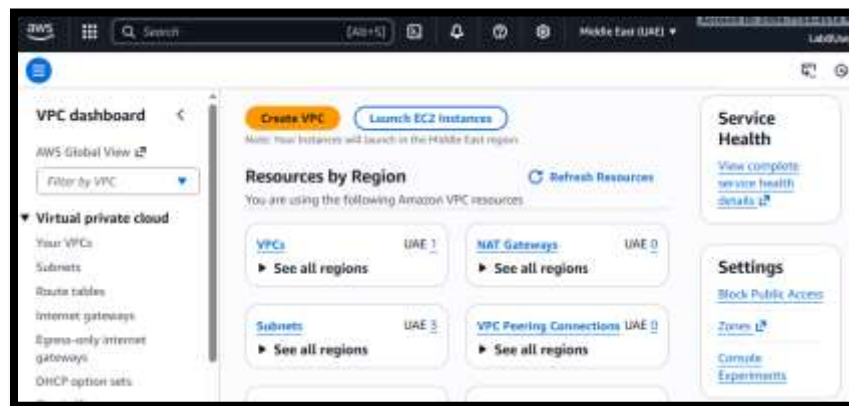 aws
Search
[Alt+S]
Middle East (UAE)
VPC dashboard
AWS Global View
Filter by VPC
Virtual private cloud
Your VPCs
Subnets
Route tables
Internet gateways
Egress-only internet
gateways
DHCP option sets
Create VPC
Launch EC2 Instances
Note: Your Instances will launch in the Middle East region.
Resources by Region
Refresh Resources
You are using the following Amazon VPC resources
VPCs UAE 1
See all regions
NAT Gateways UAE 0
See all regions
Subnets UAE 3
See all regions
VPC Peering Connections UAE 0
See all regions
Service
Health
View complete
service health
details
Settings
Block Public Access
Zones
Console
Experiments